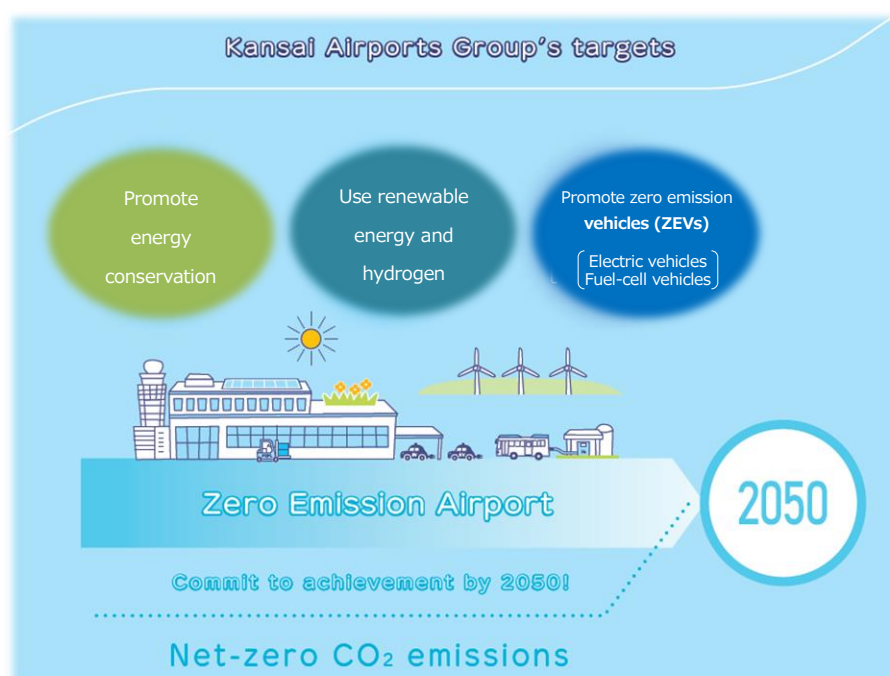 Kansai Airports Group's targets
Promote
energy
conservation
Use renewable
energy and
hydrogen
Promote zero emission
vehicles (ZEVs)
Electric vehicles
Fuel-cell vehicles
Zero Emission Airport
2050
Commit to achievement by 2050!
Net-zero CO₂ emissions